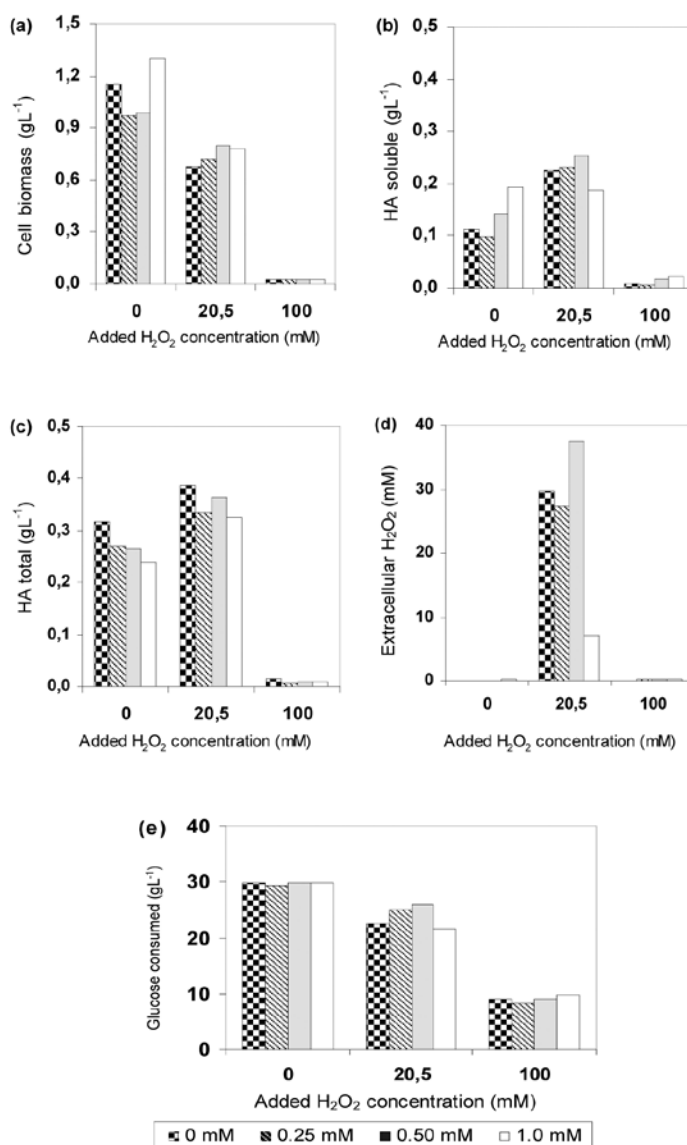 (a)
Cell biomass (gL⁻¹)
1,5
1,2
0,9
0,6
0,3
0,0
0 20,5 100
Added H₂O₂ concentration (mM)
(b)
HA soluble (gL⁻¹)
0,5
0,4
0,3
0,2
0,1
0,0
0 20,5 100
Added H₂O₂ concentration (mM)
(c)
HA total (gL⁻¹)
0,5
0,4
0,3
0,2
0,1
0,0
0 20,5 100
Added H₂O₂ concentration (mM)
(d)
Extracellular H₂O₂ (mM)
40
30
20
10
0
0 20,5 100
Added H₂O₂ concentration (mM)
(e)
Glucose consumed (gL⁻¹)
40
30
20
10
0
0 20,5 100
Added H₂O₂ concentration (mM)
0 mM 0.25 mM 0.50 mM 1.0 mM